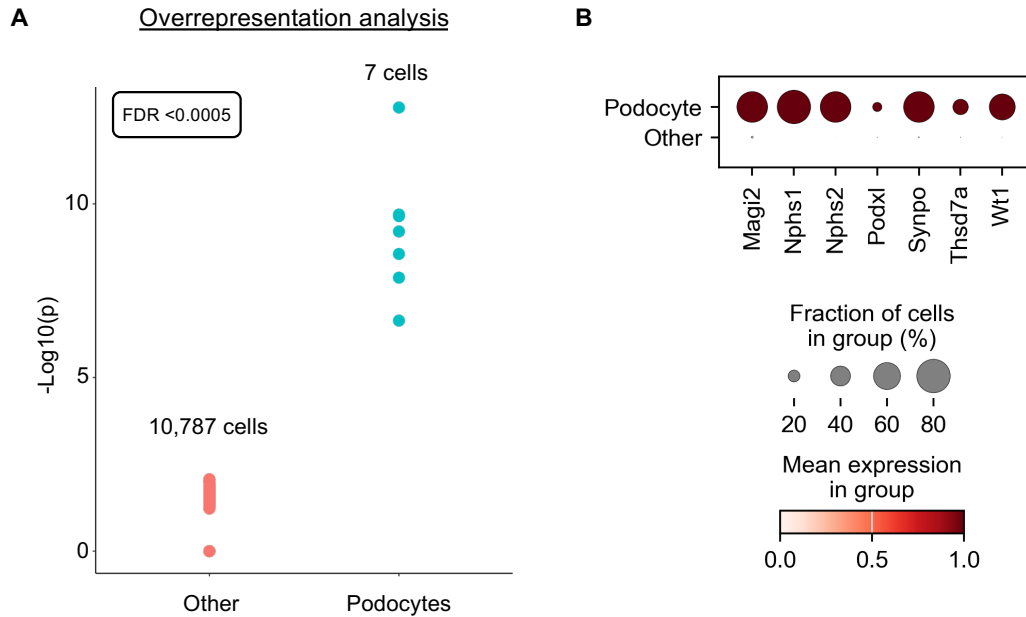 A
Overrepresentation analysis
7 cells
FDR <0.0005
10
5
0
-Log10(p)
10,787 cells
Other
Podocytes
B
Podocyte
Other
Magi2
Nphs1
Nphs2
Podxl
Synpo
Thsd7a
Wt1
Fraction of cells
in group (%)
20 40 60 80
Mean expression
in group
0.0 0.5 1.0